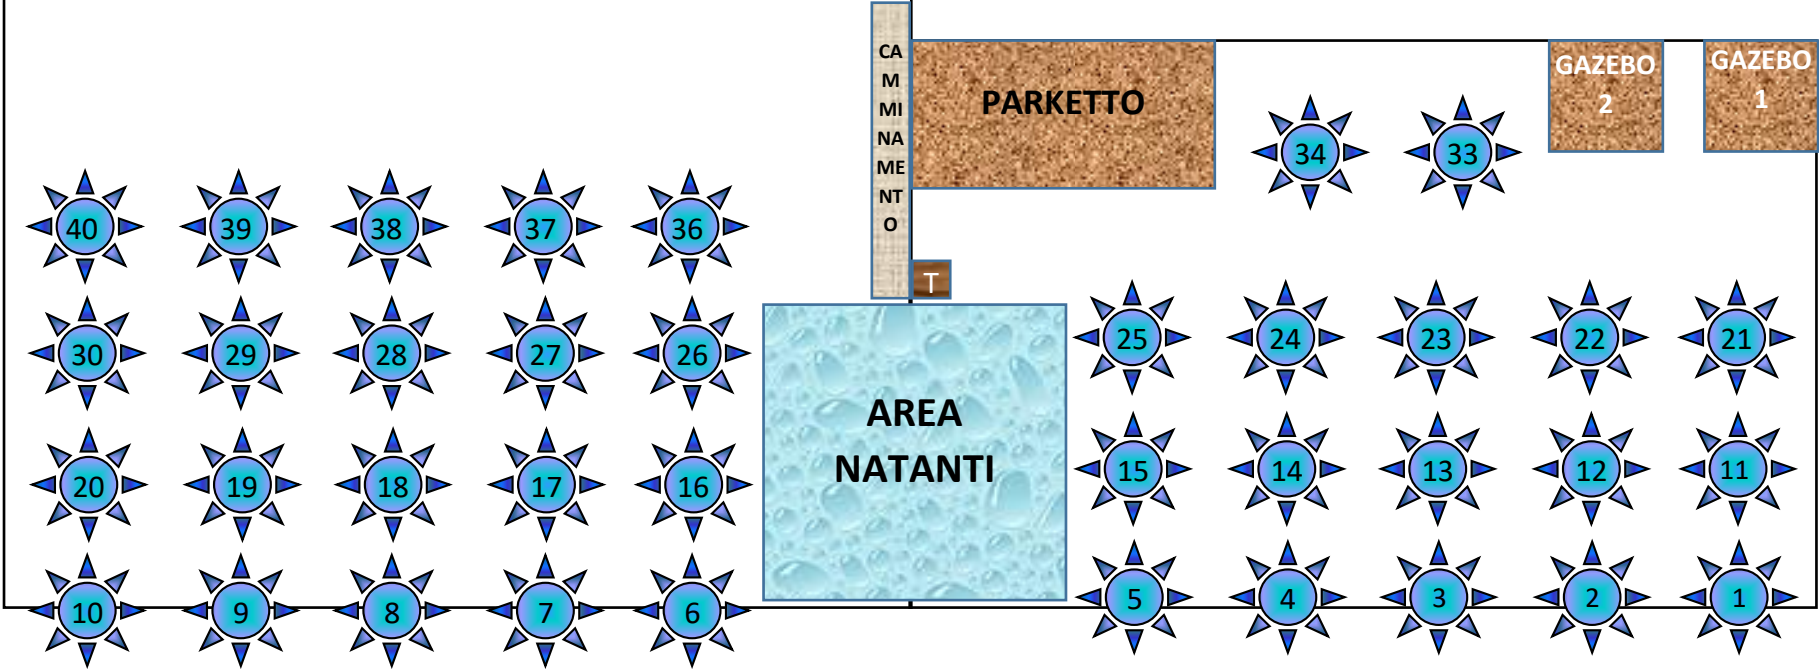 CA
M
MI
NA
ME
NT
O
PARKETTO
GAZEBO
2
GAZEBO
1
34 33
40 39 38 37 36
T
30 29 28 27 26
25 24 23 22 21
AREA
NATANTI
20 19 18 17 16
15 14 13 12 11
10 9 8 7 6
5 4 3 2 1